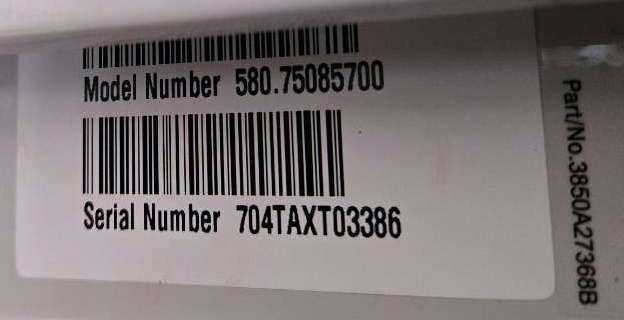 Model Number 580.75085700
Serial Number 704TAXT03386
Part/No.3850A27368B